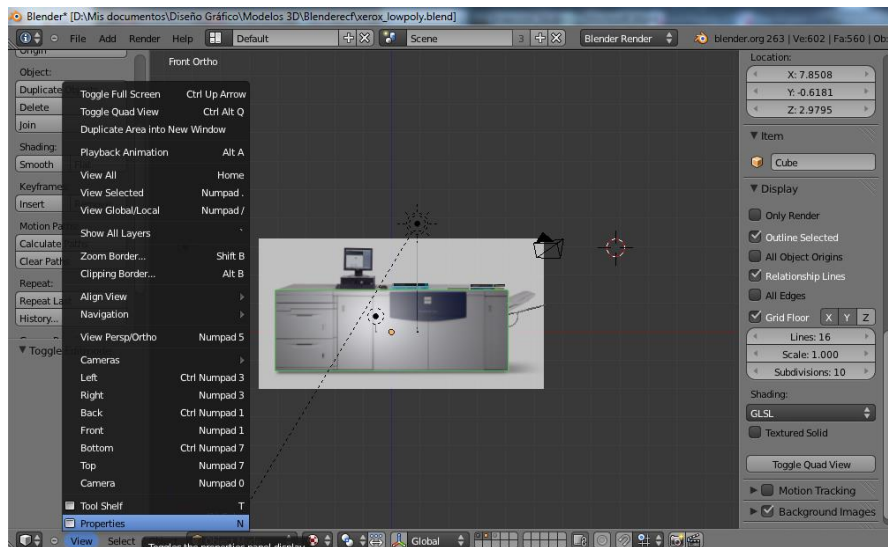 Blender* [D:\Mis documentos\Diseño Gráfico\Modelos 3D\Blenderecf\xerox_lowpoly.blend]
File Add Render Help Default Scene 3 Blender Render blender.org 263 | Ve:602 | Fa:560 | Ob:
Origin
Object:
Duplicate
Delete
Join
Shading:
Smooth
Keyframe
Insert
Motion Pa
Calculate
Clear Path
Repeat:
Repeat La
History...
Toggle
Front Ortho
Toggle Full Screen Ctrl Up Arrow
Toggle Quad View Ctrl Alt Q
Duplicate Area into New Window
Playback Animation Alt A
View All Home
View Selected Numpad .
View Global/Local Numpad /
Show All Layers `
Zoom Border... Shift B
Clipping Border... Alt B
Align View
Navigation
View Persp/Ortho Numpad 5
Cameras
Left Ctrl Numpad 3
Right Numpad 3
Back Ctrl Numpad 1
Front Numpad 1
Bottom Ctrl Numpad 7
Top Numpad 7
Camera Numpad 0
Tool Shelf T
Properties N
Location:
X: 7.8508
Y: -0.6181
Z: 2.9795
Item
Cube
Display
Only Render
Outline Selected
All Object Origins
Relationship Lines
All Edges
Grid Floor X Y Z
Lines: 16
Scale: 1.000
Subdivisions: 10
Shading:
GLSL
Textured Solid
Toggle Quad View
Motion Tracking
Background Images
View Select Toggles the properties panel display Global